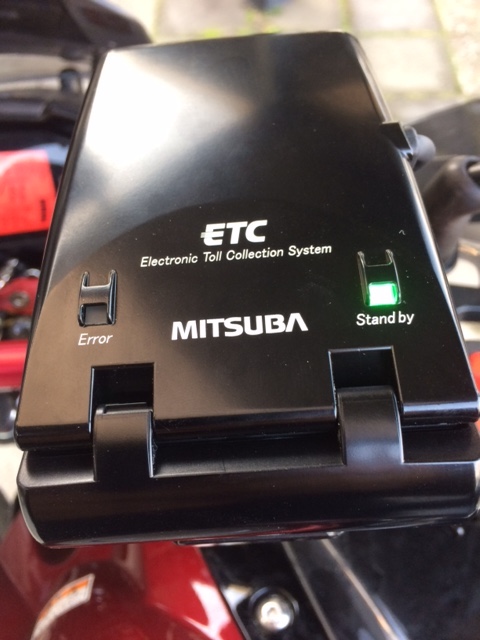 ETC
Electronic Toll Collection System
Error
MITSUBA
Stand by